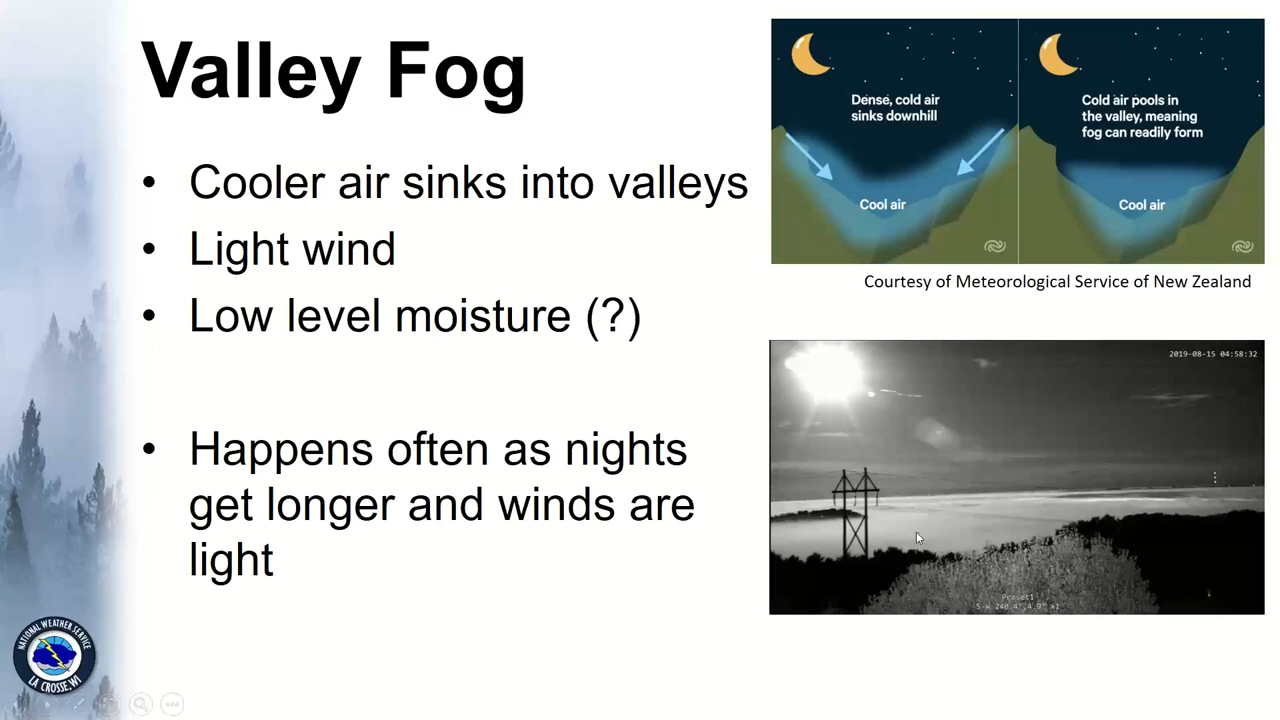 Valley Fog
• Cooler air sinks into valleys
• Light wind
• Low level moisture (?)
• Happens often as nights
get longer and winds are
light
Dense, cold air
sinks downhill
Cool air
Cold air pools in
the valley, meaning
fog can readily form
Cool air
Courtesy of Meteorological Service of New Zealand
2019-08-15 04:58:32
Preset1
NATIONAL WEATHER SERVICE
LA CROSSE, WI